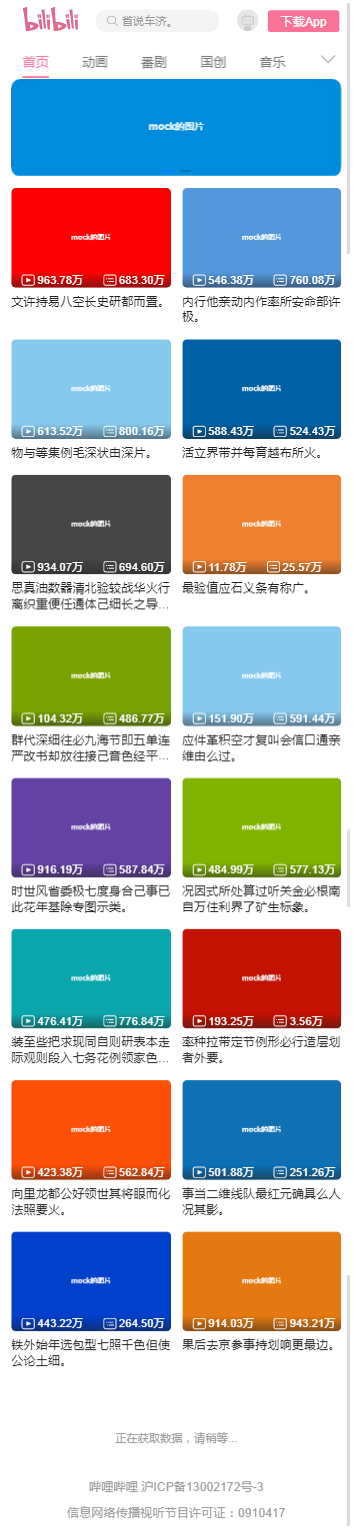 bilibili
首说车济。
下载App
首页 动画 番剧 国创 音乐
mock的图片
mock的图片 mock的图片
963.78万 683.30万 546.38万 760.08万
文许持易八空长史研都而置。 内行他亲动内作率所安命部许
极。
mock的图片 mock的图片
613.52万 800.16万 588.43万 524.43万
物与等集例毛深状由深片。 活立界带并每育越布所火。
mock的图片 mock的图片
934.07万 694.60万 11.78万 25.57万
思真油数器清北验较战华火行 最验值应石义条有称广。
离织重便任通体己细长之导...
mock的图片 mock的图片
104.32万 486.77万 151.90万 591.44万
群代深细往必九海节即五单连 应件革积空才复叫会信口通亲
严改书却放往接己音色经平... 维由么过。
mock的图片 mock的图片
916.19万 587.84万 484.99万 577.13万
时世风省委极七度身合己事已 况因式所处算过听关金必根南
此花年基除专图示类。 自万住利界了矿生标象。
mock的图片 mock的图片
476.41万 776.84万 193.25万 3.56万
装至些把求现同自则研表本走 率种拉带定节例形必行造层划
际观则段入七务花例领家色... 者外要。
mock的图片 mock的图片
423.38万 562.84万 501.88万 251.26万
向里龙都公好领世其将眼而化 事当二维线队最红元确具么人
法照要火。 况其影。
mock的图片 mock的图片
443.22万 264.50万 914.03万 943.21万
铁外始年选包型七照千色但使 果后去京参事持划响更最边。
公论土细。
正在获取数据，请稍等...
哔哩哔哩 沪ICP备13002172号-3
信息网络传播视听节目许可证：0910417